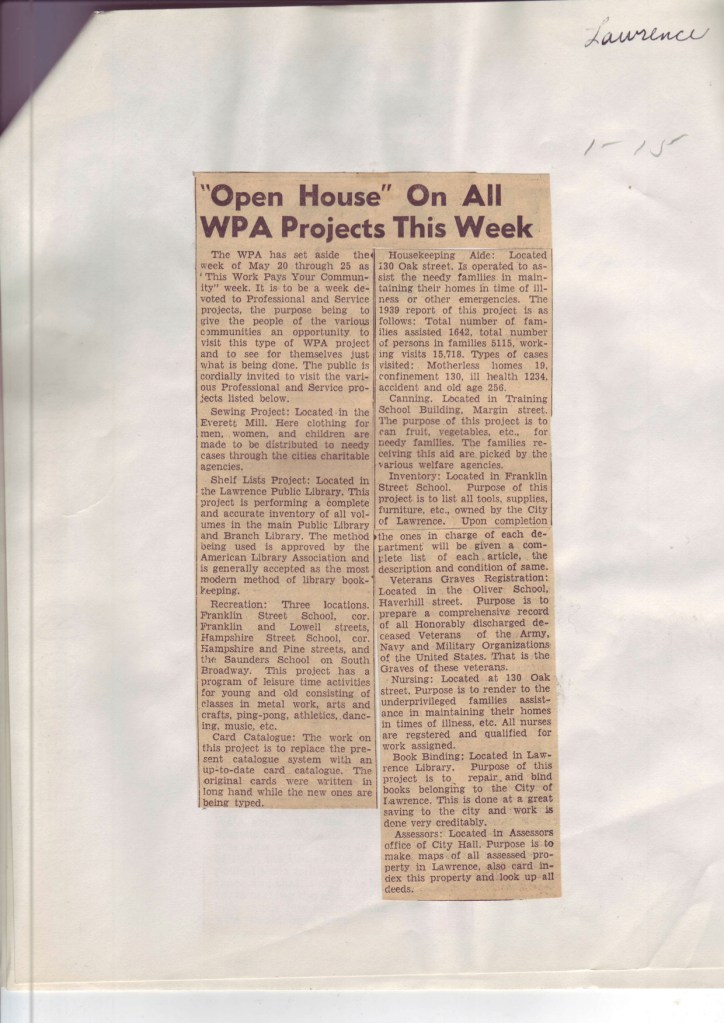 Lawrence
1-15
"Open House" On All
WPA Projects This Week
The WPA has set aside the
week of May 20 through 25 as
"This Work Pays Your Commun-
ity" week. It is to be a week de-
voted to Professional and Service
projects, the purpose being to
give the people of the various
communities an opportunity to
visit this type of WPA project
and to see for themselves just
what is being done. The public is
cordially invited to visit the vari-
ous Professional and Service pro-
jects listed below.
Sewing Project: Located in the
Everett Mill. Here clothing for
men, women, and children are
made to be distributed to needy
cases through the cities charitable
agencies.
Shelf Lists Project: Located in
the Lawrence Public Library. This
project is performing a complete
and accurate inventory of all vol-
umes in the main Public Library
and Branch Library. The method
being used is approved by the
American Library Association and
is generally accepted as the most
modern method of library book-
keeping.
Recreation: Three locations.
Franklin Street School, cor.
Franklin and Lowell streets,
Hampshire Street School, cor.
Hampshire and Pine streets, and
the Saunders School on South
Broadway. This project has a
program of leisure time activities
for young and old consisting of
classes in metal work, arts and
crafts, ping-pong, athletics, danc-
ing, music, etc.
Card Catalogue: The work on
this project is to replace the pre-
sent catalogue system with an
up-to-date card catalogue. The
original cards were written in
long hand while the new ones are
being typed.
Housekeeping Aide: Located
130 Oak street. Is operated to as-
sist the needy families in main-
taining their homes in time of ill-
ness or other emergencies. The
1939 report of this project is as
follows: Total number of fam-
ilies assisted 1642, total number
of persons in families 5115, work-
ing visits 15,718. Types of cases
visited: Motherless homes 19,
confinement 130, ill health 1234,
accident and old age 256.
Canning. Located in Training
School Building, Margin street.
The purpose of this project is to
can fruit, vegetables, etc., for
needy families. The families re-
ceiving this aid are picked by the
various welfare agencies.
Inventory: Located in Franklin
Street School. Purpose of this
project is to list all tools, supplies,
furniture, etc., owned by the City
of Lawrence. Upon completion
the ones in charge of each de-
partment will be given a com-
plete list of each article, the
description and condition of same.
Veterans Graves Registration:
Located in the Oliver School,
Haverhill street. Purpose is to
prepare a comprehensive record
of all Honorably discharged de-
ceased Veterans of the Army,
Navy and Military Organizations
of the United States. That is the
Graves of these veterans.
Nursing: Located at 130 Oak
street. Purpose is to render to the
underprivileged families assist-
ance in maintaining their homes
in times of illness, etc. All nurses
are regstered and qualified for
work assigned.
Book Binding: Located in Law-
rence Library. Purpose of this
project is to repair and bind
books belonging to the City of
Lawrence. This is done at a great
saving to the city and work is
done very creditably.
Assessors: Located in Assessors
office of City Hall. Purpose is to
make maps of all assessed pro-
perty in Lawrence, also card in-
dex this property and look up all
deeds.